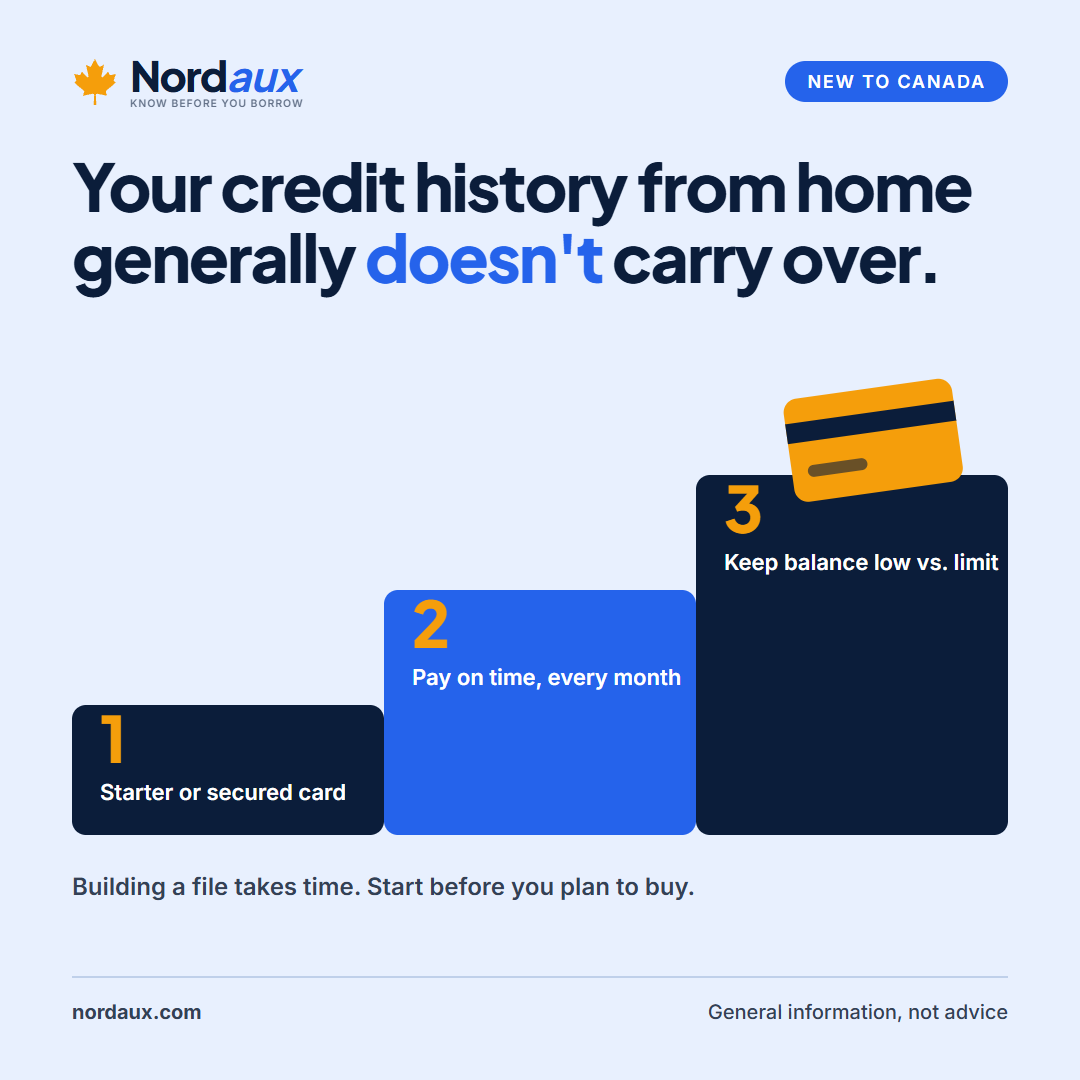 Nordaux
KNOW BEFORE YOU BORROW
NEW TO CANADA
Your credit history from home
generally doesn't carry over.
1
Starter or secured card
2
Pay on time, every month
3
Keep balance low vs. limit
Building a file takes time. Start before you plan to buy.
nordaux.com
General information, not advice